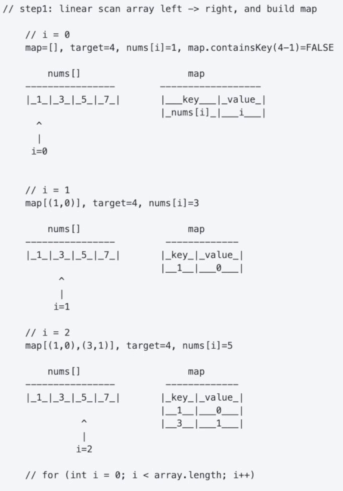 // step1: linear scan array left -> right, and build map
// i = 0
map=[], target=4, nums[i]=1, map.containsKey(4-1)=FALSE
nums[] map
---------------- ------------------
|_1_|_3_|_5_|_7_| |___key___|_value_|
|_nums[i]_|___i___|
^
|
i=0
// i = 1
map[(1,0)], target=4, nums[i]=3
nums[] map
---------------- -------------
|_1_|_3_|_5_|_7_| |_key_|_value_|
|__1__|___0___|
^
|
i=1
// i = 2
map[(1,0),(3,1)], target=4, nums[i]=5
nums[] map
---------------- -------------
|_1_|_3_|_5_|_7_| |_key_|_value_|
|__1__|___0___|
^ |__3__|___1___|
|
i=2
// for (int i = 0; i < array.length; i++)